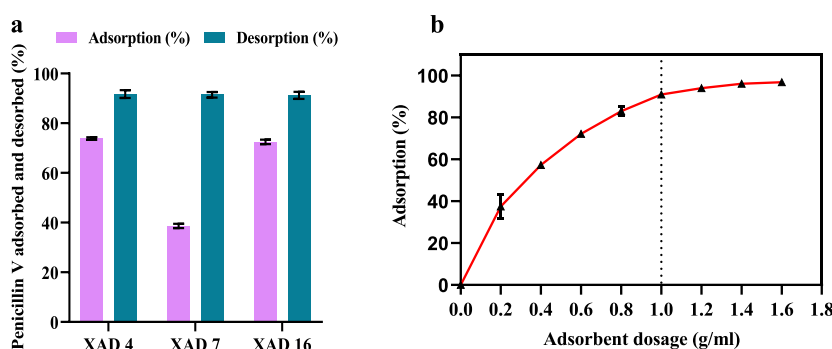 a
Adsorption (%) Desorption (%)
Penicillin V adsorbed and desorbed (%)
100
80
60
40
20
0
XAD 4 XAD 7 XAD 16
b
Adsorption (%)
100
80
60
40
20
0
0.0 0.2 0.4 0.6 0.8 1.0 1.2 1.4 1.6 1.8
Adsorbent dosage (g/ml)